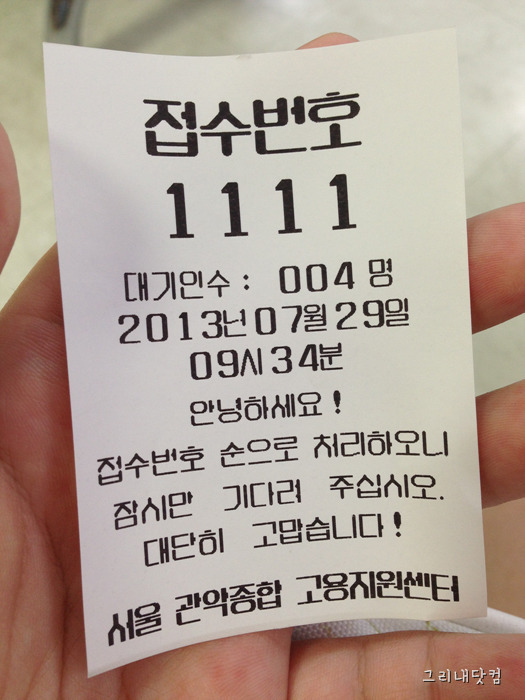 접수번호
1111
대기인수 : 004 명
2013년07월29일
09시34분
안녕하세요!
접수번호 순으로 처리하오니
잠시만 기다려 주십시오.
대단히 고맙습니다!
서울 관악종합 고용지원센터
그리내닷컴